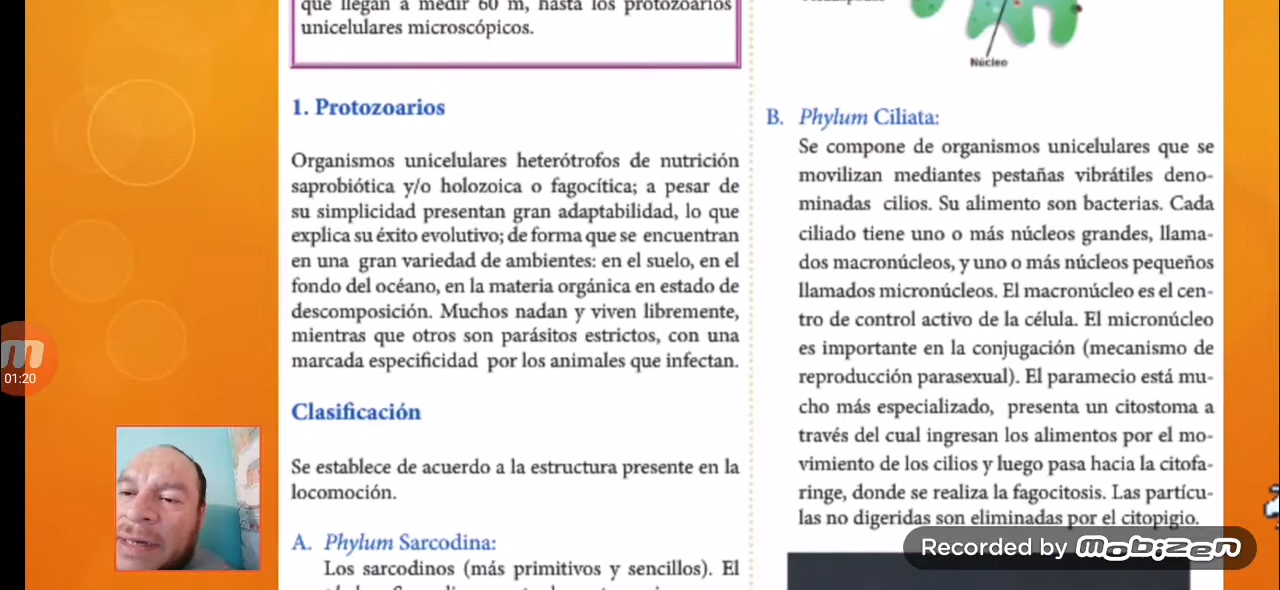 que llegan a medir 60 m, hasta los protozoarios
unicelulares microscópicos.
1. Protozoarios
Organismos unicelulares heterótrofos de nutrición
saprobiótica y/o holozoica o fagocítica; a pesar de
su simplicidad presentan gran adaptabilidad, lo que
explica su éxito evolutivo; de forma que se encuentran
en una gran variedad de ambientes: en el suelo, en el
fondo del océano, en la materia orgánica en estado de
descomposición. Muchos nadan y viven libremente,
mientras que otros son parásitos estrictos, con una
marcada especificidad por los animales que infectan.
Clasificación
Se establece de acuerdo a la estructura presente en la
locomoción.
A. Phylum Sarcodina:
Los sarcodinos (más primitivos y sencillos). El
Núcleo
B. Phylum Ciliata:
Se compone de organismos unicelulares que se
movilizan mediantes pestañas vibrátiles deno-
minadas cilios. Su alimento son bacterias. Cada
ciliado tiene uno o más núcleos grandes, llama-
dos macronúcleos, y uno o más núcleos pequeños
llamados micronúcleos. El macronúcleo es el cen-
tro de control activo de la célula. El micronúcleo
es importante en la conjugación (mecanismo de
reproducción parasexual). El paramecio está mu-
cho más especializado, presenta un citostoma a
través del cual ingresan los alimentos por el mo-
vimiento de los cilios y luego pasa hacia la citofa-
ringe, donde se realiza la fagocitosis. Las partícu-
las no digeridas son eliminadas por el citopigio.
m
01:20
Recorded by mobizen